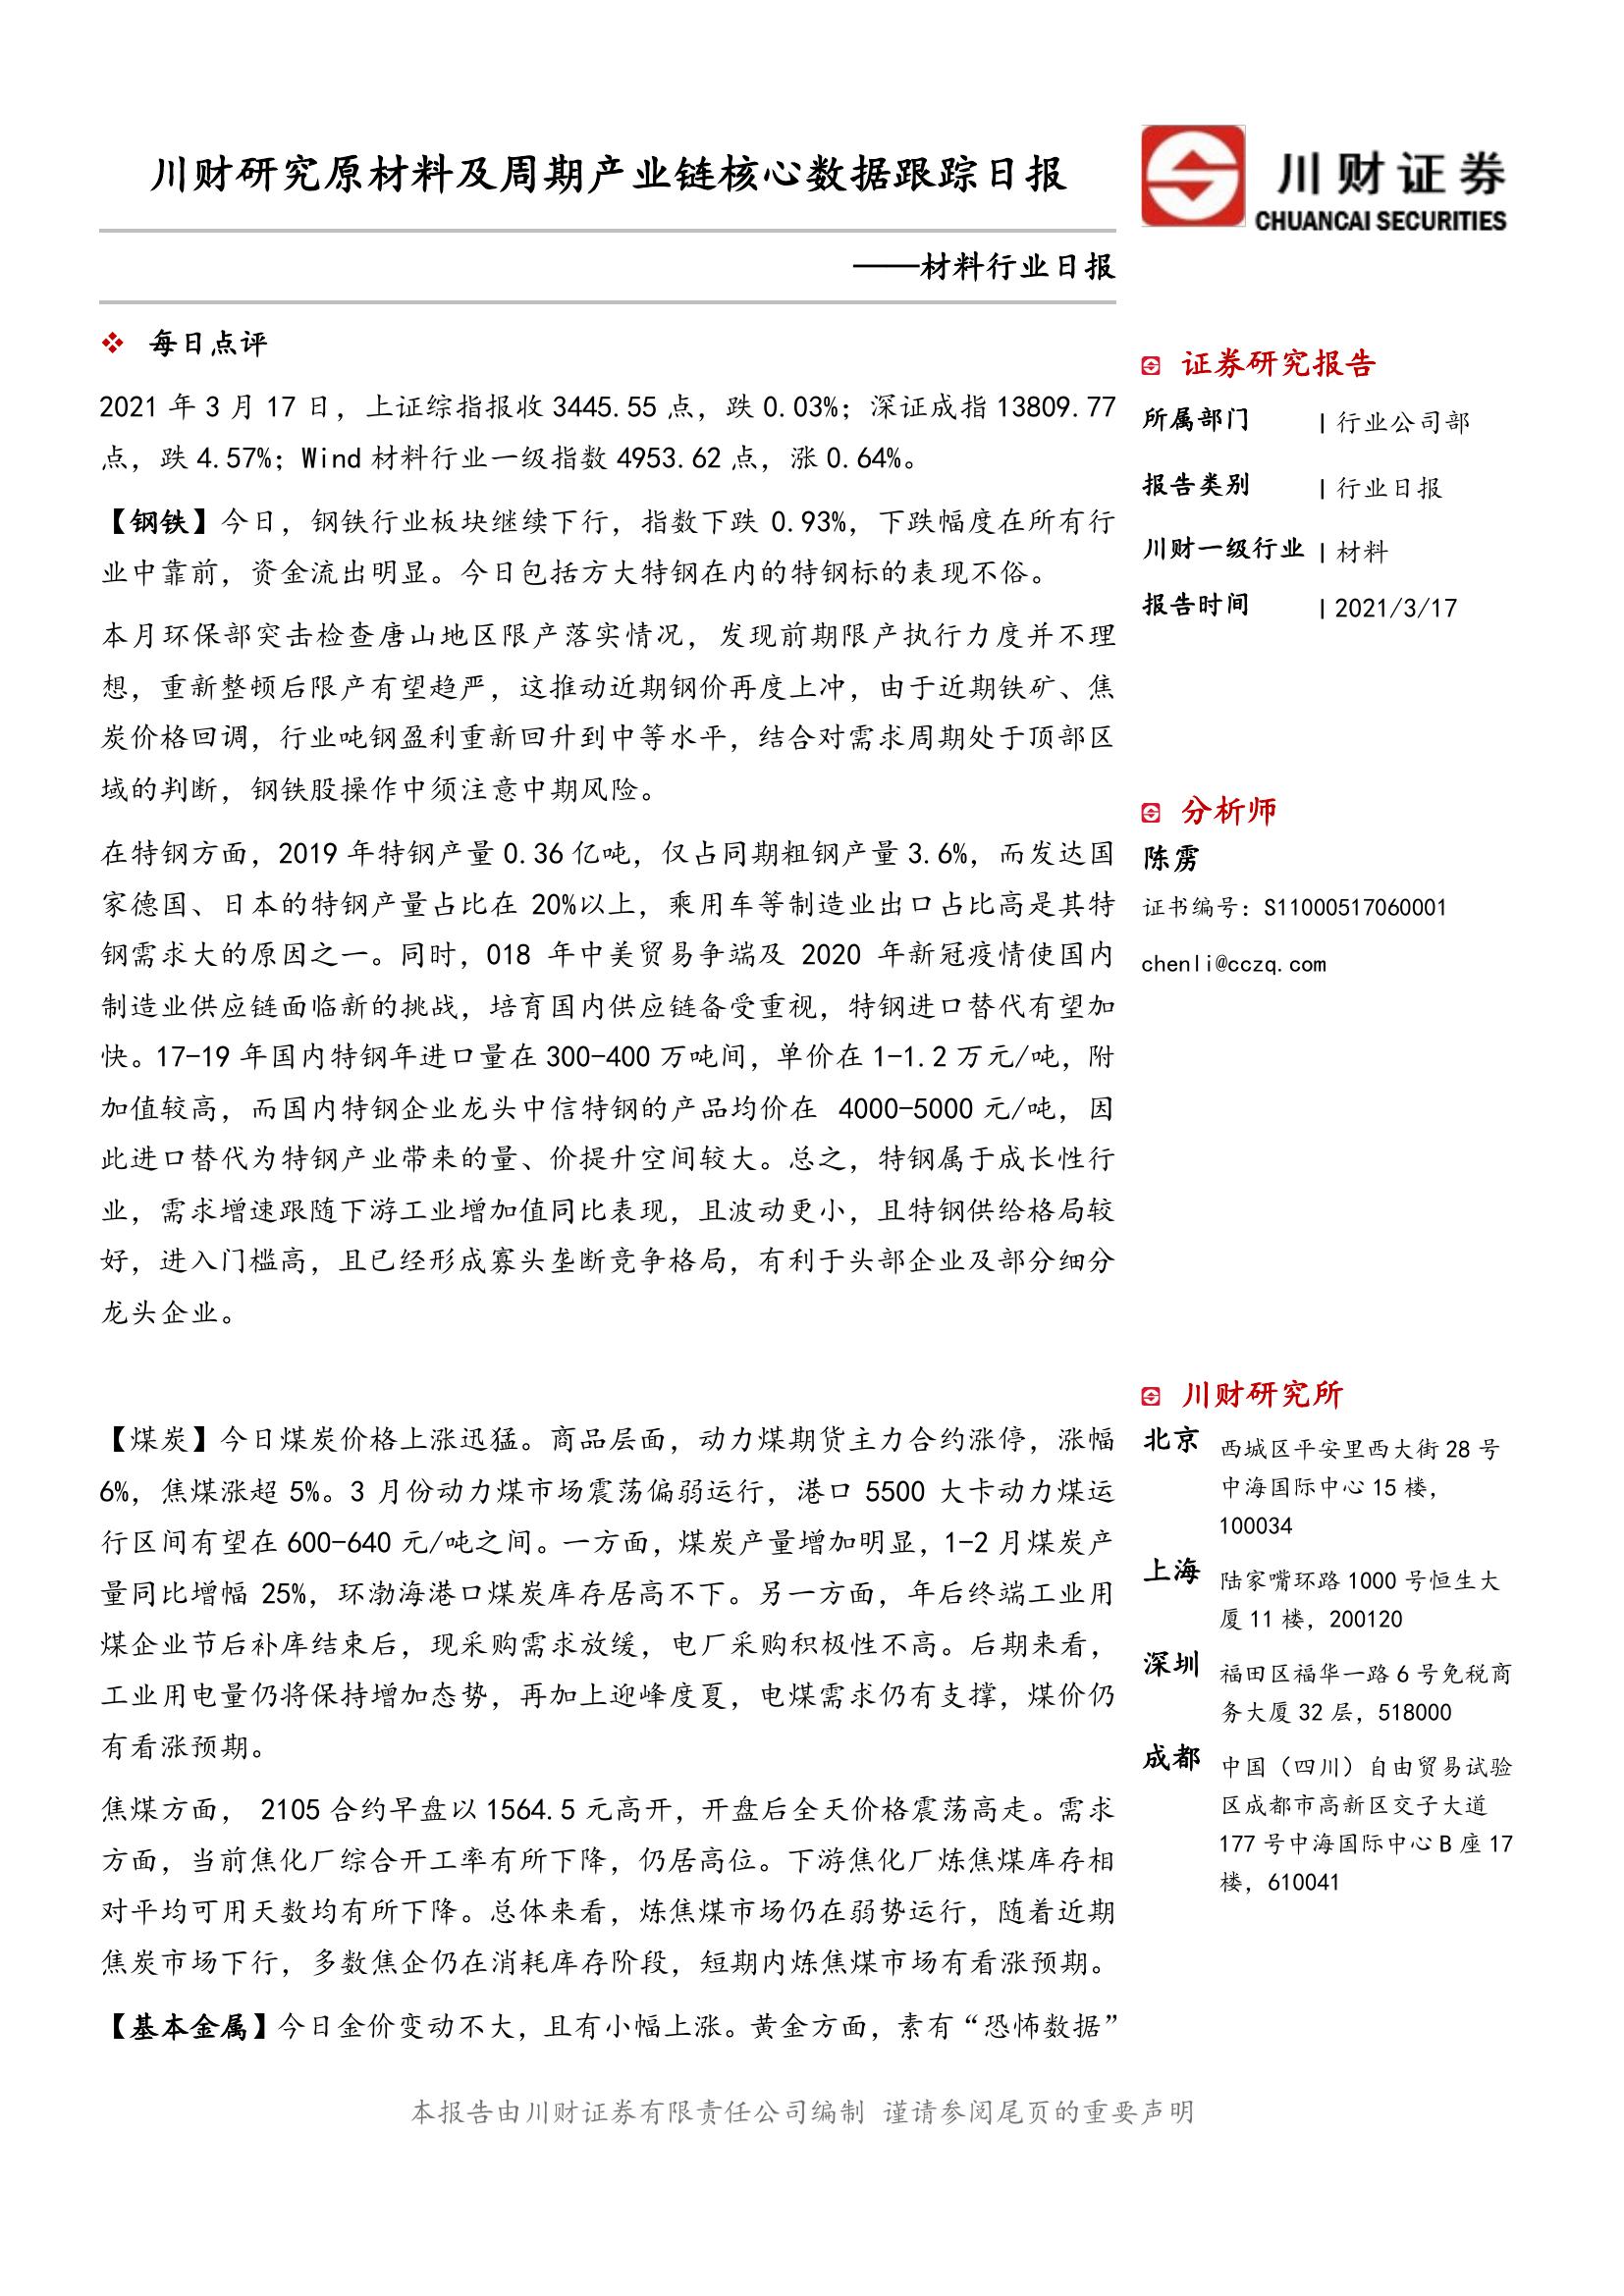 川财研究原材料及周期产业链核心数据跟踪日报
——材料行业日报
每日点评
2021 年 3 月 17 日，上证综指报收 3445.55 点，跌 0.03%；深证成指 13809.77
点，跌 4.57%；Wind 材料行业一级指数 4953.62 点，涨 0.64%。
【钢铁】今日，钢铁行业板块继续下行，指数下跌 0.93%，下跌幅度在所有行
业中靠前，资金流出明显。今日包括方大特钢在内的特钢标的表现不俗。
本月环保部突击检查唐山地区限产落实情况，发现前期限产执行力度并不理
想，重新整顿后限产有望趋严，这推动近期钢价再度上冲，由于近期铁矿、焦
炭价格回调，行业吨钢盈利重新回升到中等水平，结合对需求周期处于顶部区
域的判断，钢铁股操作中须注意中期风险。
在特钢方面，2019 年特钢产量 0.36 亿吨，仅占同期粗钢产量 3.6%，而发达国
家德国、日本的特钢产量占比在 20%以上，乘用车等制造业出口占比高是其特
钢需求大的原因之一。同时，018 年中美贸易争端及 2020 年新冠疫情使国内
制造业供应链面临新的挑战，培育国内供应链备受重视，特钢进口替代有望加
快。17-19 年国内特钢年进口量在 300-400 万吨间，单价在 1-1.2 万元/吨，附
加值较高，而国内特钢企业龙头中信特钢的产品均价在 4000-5000 元/吨，因
此进口替代为特钢产业带来的量、价提升空间较大。总之，特钢属于成长性行
业，需求增速跟随下游工业增加值同比表现，且波动更小，且特钢供给格局较
好，进入门槛高，且已经形成寡头垄断竞争格局，有利于头部企业及部分细分
龙头企业。
【煤炭】今日煤炭价格上涨迅猛。商品层面，动力煤期货主力合约涨停，涨幅
6%，焦煤涨超 5%。3 月份动力煤市场震荡偏弱运行，港口 5500 大卡动力煤运
行区间有望在 600-640 元/吨之间。一方面，煤炭产量增加明显，1-2 月煤炭产
量同比增幅 25%，环渤海港口煤炭库存居高不下。另一方面，年后终端工业用
煤企业节后补库结束后，现采购需求放缓，电厂采购积极性不高。后期来看，
工业用电量仍将保持增加态势，再加上迎峰度夏，电煤需求仍有支撑，煤价仍
有看涨预期。
焦煤方面， 2105 合约早盘以 1564.5 元高开，开盘后全天价格震荡高走。需求
方面，当前焦化厂综合开工率有所下降，仍居高位。下游焦化厂炼焦煤库存相
对平均可用天数均有所下降。总体来看，炼焦煤市场仍在弱势运行，随着近期
焦炭市场下行，多数焦企仍在消耗库存阶段，短期内炼焦煤市场有看涨预期。
【基本金属】今日金价变动不大，且有小幅上涨。黄金方面，素有“恐怖数据”
川财证券
CHUANCAI SECURITIES
证券研究报告
所属部门 | 行业公司部
报告类别 | 行业日报
川财一级行业 | 材料
报告时间 | 2021/3/17
分析师
陈雳
证书编号：S11000517060001
chenli@cczq.com
川财研究所
北京 西城区平安里西大街 28 号
中海国际中心 15 楼，
100034
上海 陆家嘴环路 1000 号恒生大
厦 11 楼，200120
深圳 福田区福华一路 6 号免税商
务大厦 32 层，518000
成都 中国（四川）自由贸易试验
区成都市高新区交子大道
177 号中海国际中心 B 座 17
楼，610041
本报告由川财证券有限责任公司编制 谨请参阅尾页的重要声明